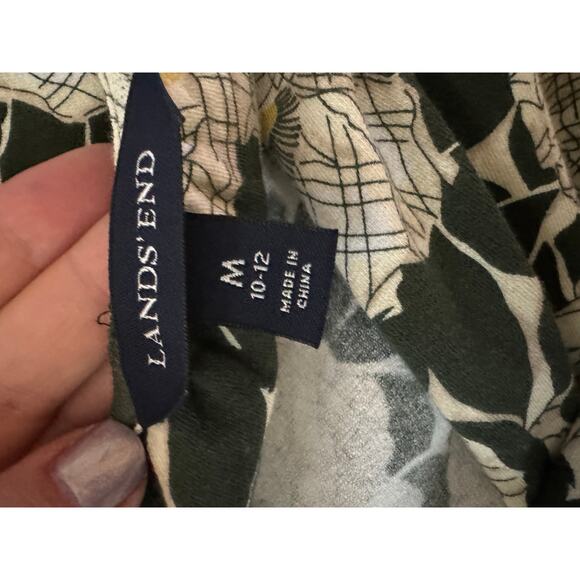 LANDS' END
M
10-12
MADE IN
CHINA